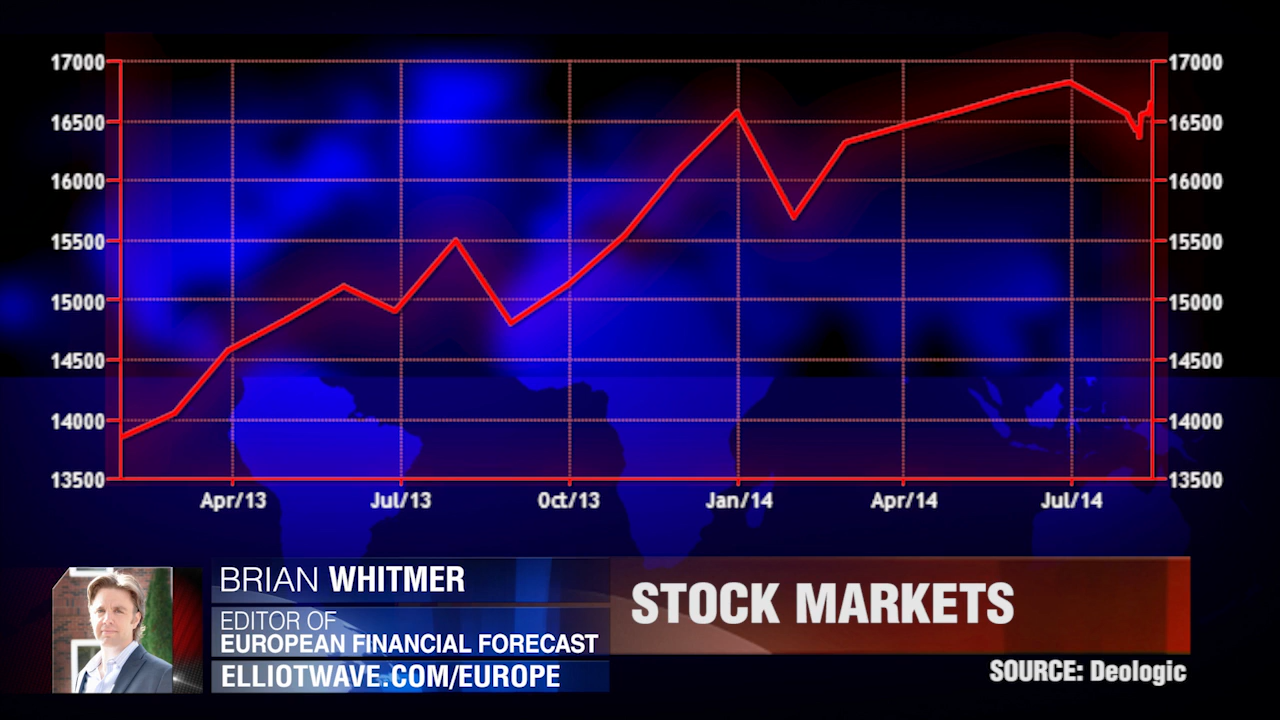 17000 17000
16500 16500
16000 16000
15500 15500
15000 15000
14500 14500
14000 14000
13500 13500
Apr/13 Jul/13 Oct/13 Jan/14 Apr/14 Jul/14
BRIAN WHITMER
EDITOR OF
EUROPEAN FINANCIAL FORECAST
ELLIOTWAVE.COM/EUROPE
STOCK MARKETS
SOURCE: Deologic